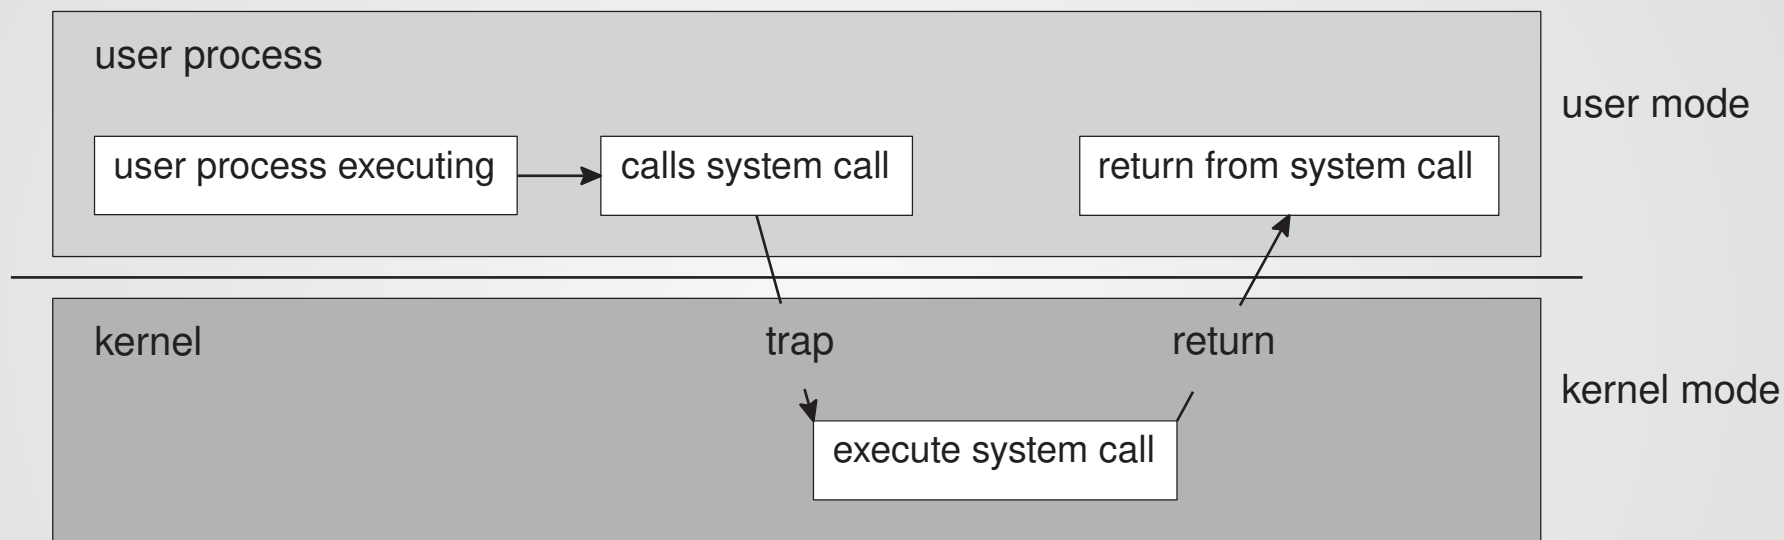 user process
user mode
user process executing
calls system call
return from system call
kernel
trap
return
kernel mode
execute system call